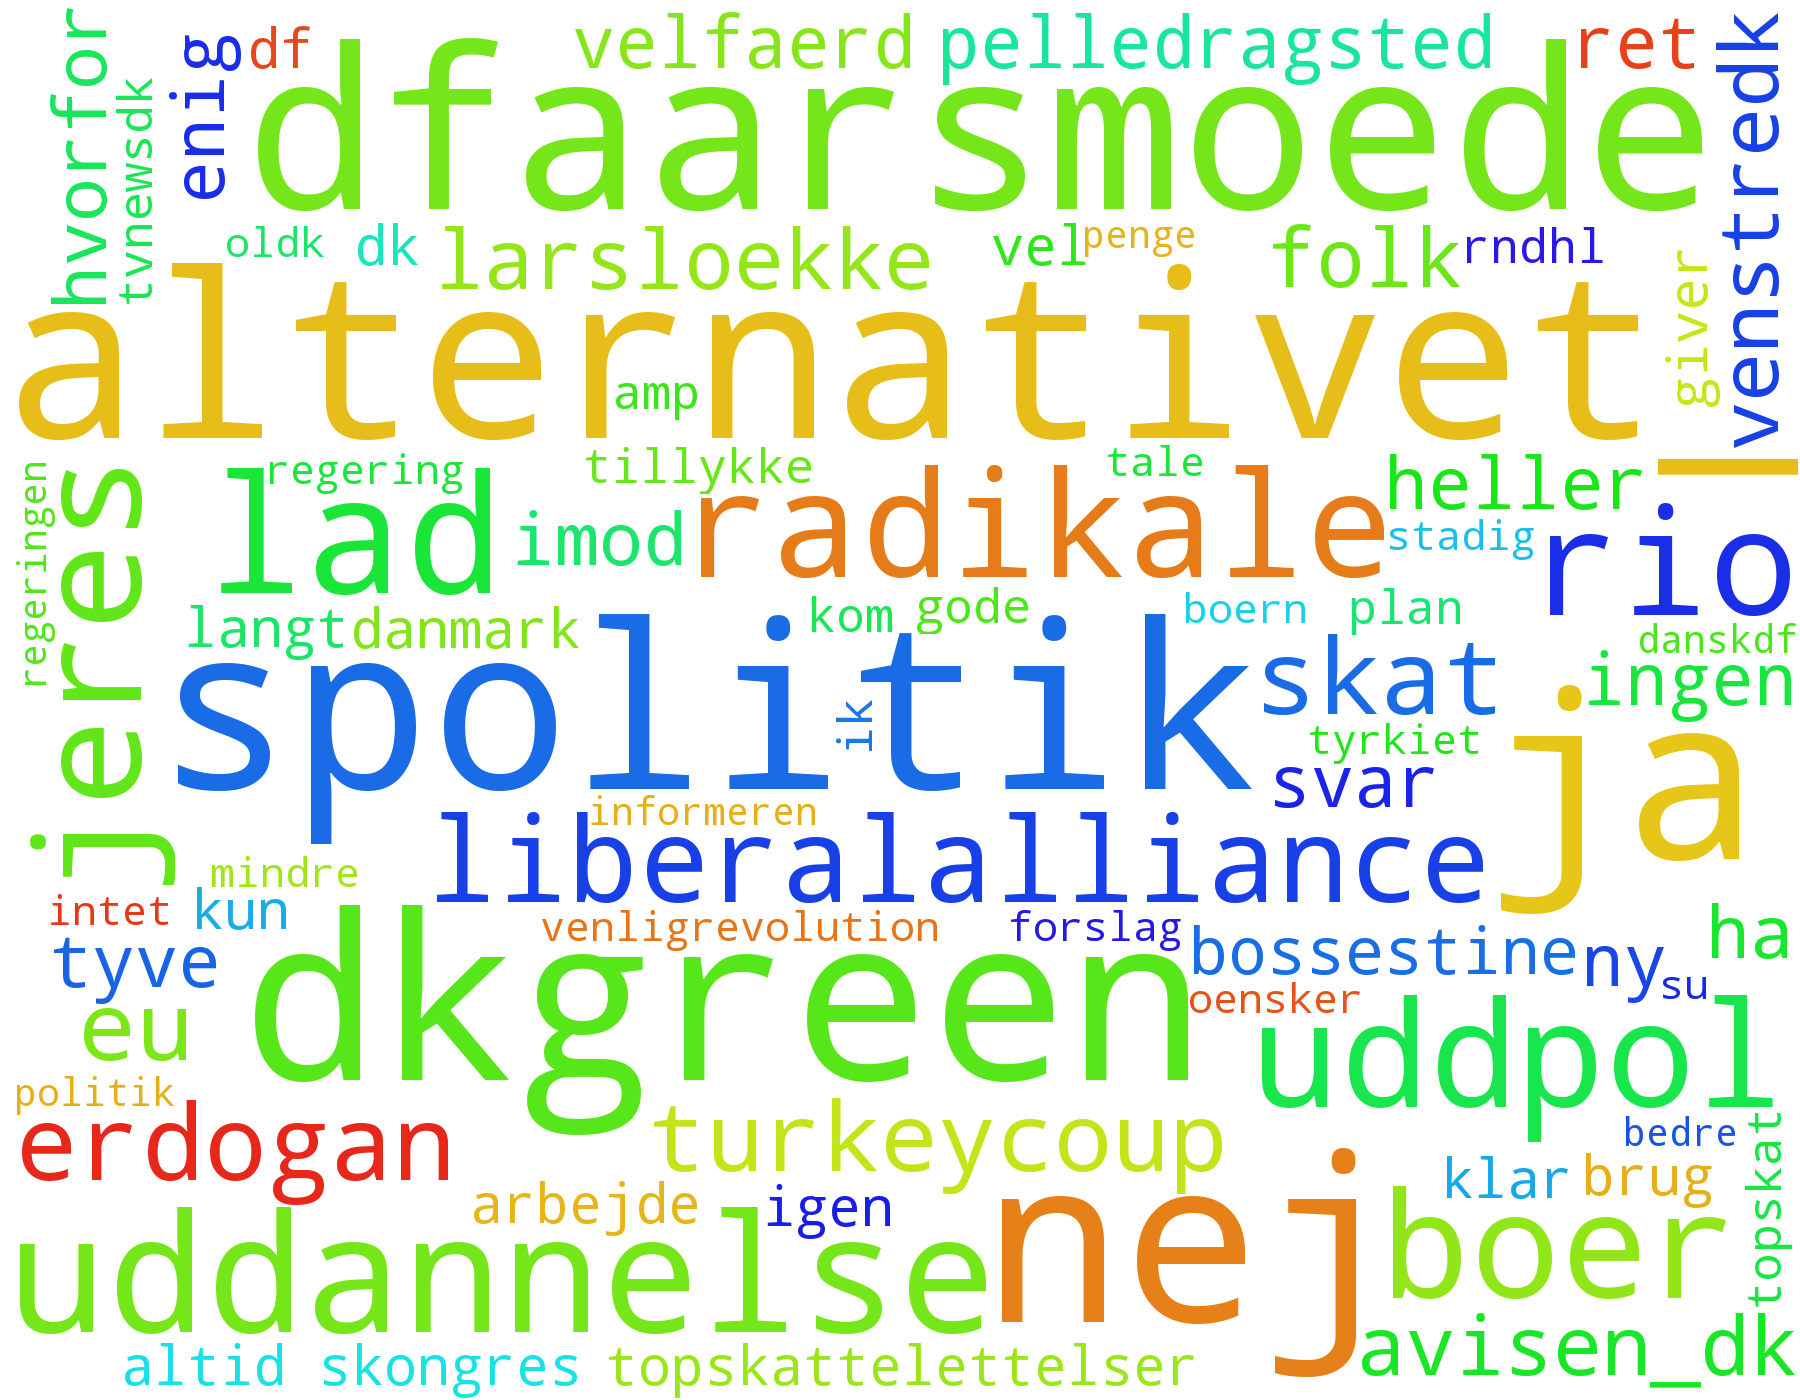 hvorfor
tvnewsdk
enig
df
velfaerd
pelledragsted
ret
venstredk
dfaarsmoede
oldk
dk
larsloekke
vel
penge
folk
rndhl
giver
alternativet
amp
l
regeringen
jeres
regering
lad
tillykke
imod
radikale
tale
heller
stadig
rio
langt
danmark
kom
gode
boern
plan
danskdf
ingen
spolitik
ik
skat
tyrkiet
svar
ja
informeren
liberalalliance
mindre
intet
kun
tyve
venligrevolution
forslag
bossestine
ny
su
ha
eu
dkgreen
oensker
uddpol
politik
erdogan
turkeycoup
bedre
topskat
klar
brug
arbejde
igen
nej
boer
uddannelse
avisen_dk
altid
skongres
topskattelettelser